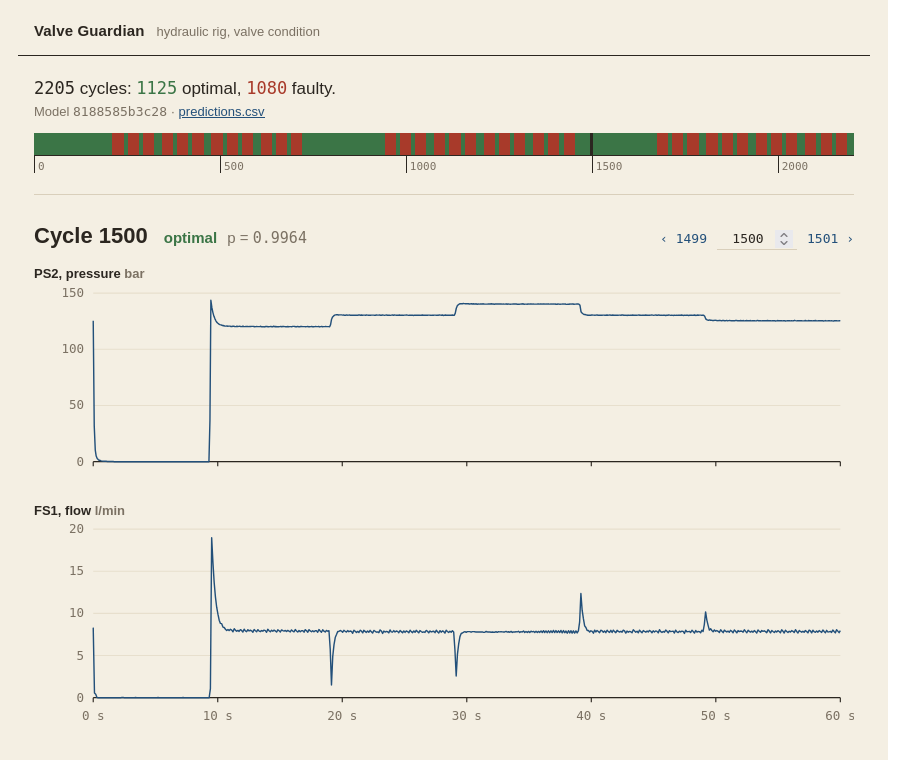 Valve Guardian hydraulic rig, valve condition
2205 cycles: 1125 optimal, 1080 faulty.
Model 8188585b3c28 · predictions.csv
0 500 1000 1500 2000
Cycle 1500 optimal p = 0.9964 ‹ 1499 1500 1501 ›
PS2, pressure bar
150
100
50
0
FS1, flow l/min
20
15
10
5
0
0 s 10 s 20 s 30 s 40 s 50 s 60 s